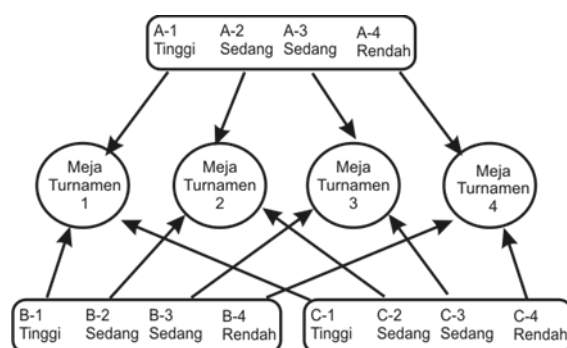 A-1 A-2 A-3 A-4
Tinggi Sedang Sedang Rendah
Meja Turnamen 1
Meja Turnamen 2
Meja Turnamen 3
Meja Turnamen 4
B-1 B-2 B-3 B-4
Tinggi Sedang Sedang Rendah
C-1 C-2 C-3 C-4
Tinggi Sedang Sedang Rendah